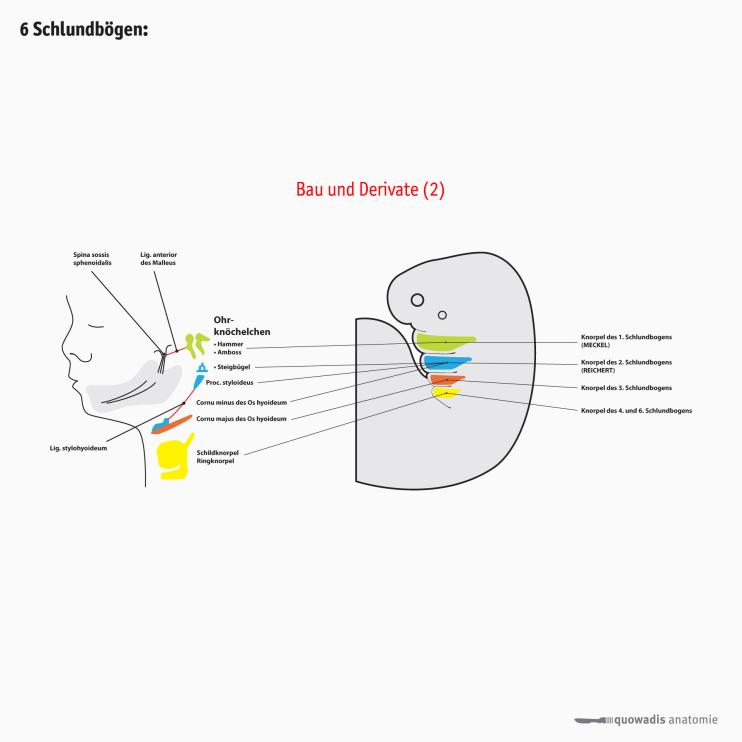 6 Schlundbögen:
Bau und Derivate (2)
Spina sossis
sphenoidalis
Lig. anterior
des Malleus
Ohr-
knöchelchen
• Hammer
• Amboss
• Steigbügel
Proc. styloideus
Cornu minus des Os hyoideum
Cornu majus des Os hyoideum
Lig. stylohyoideum
Schildknorpel
Ringknorpel
Knorpel des 1. Schlundbogens
(MECKEL)
Knorpel des 2. Schlundbogens
(REICHERT)
Knorpel des 3. Schlundbogens
Knorpel des 4. und 6. Schlundbogens
quowadis anatomie